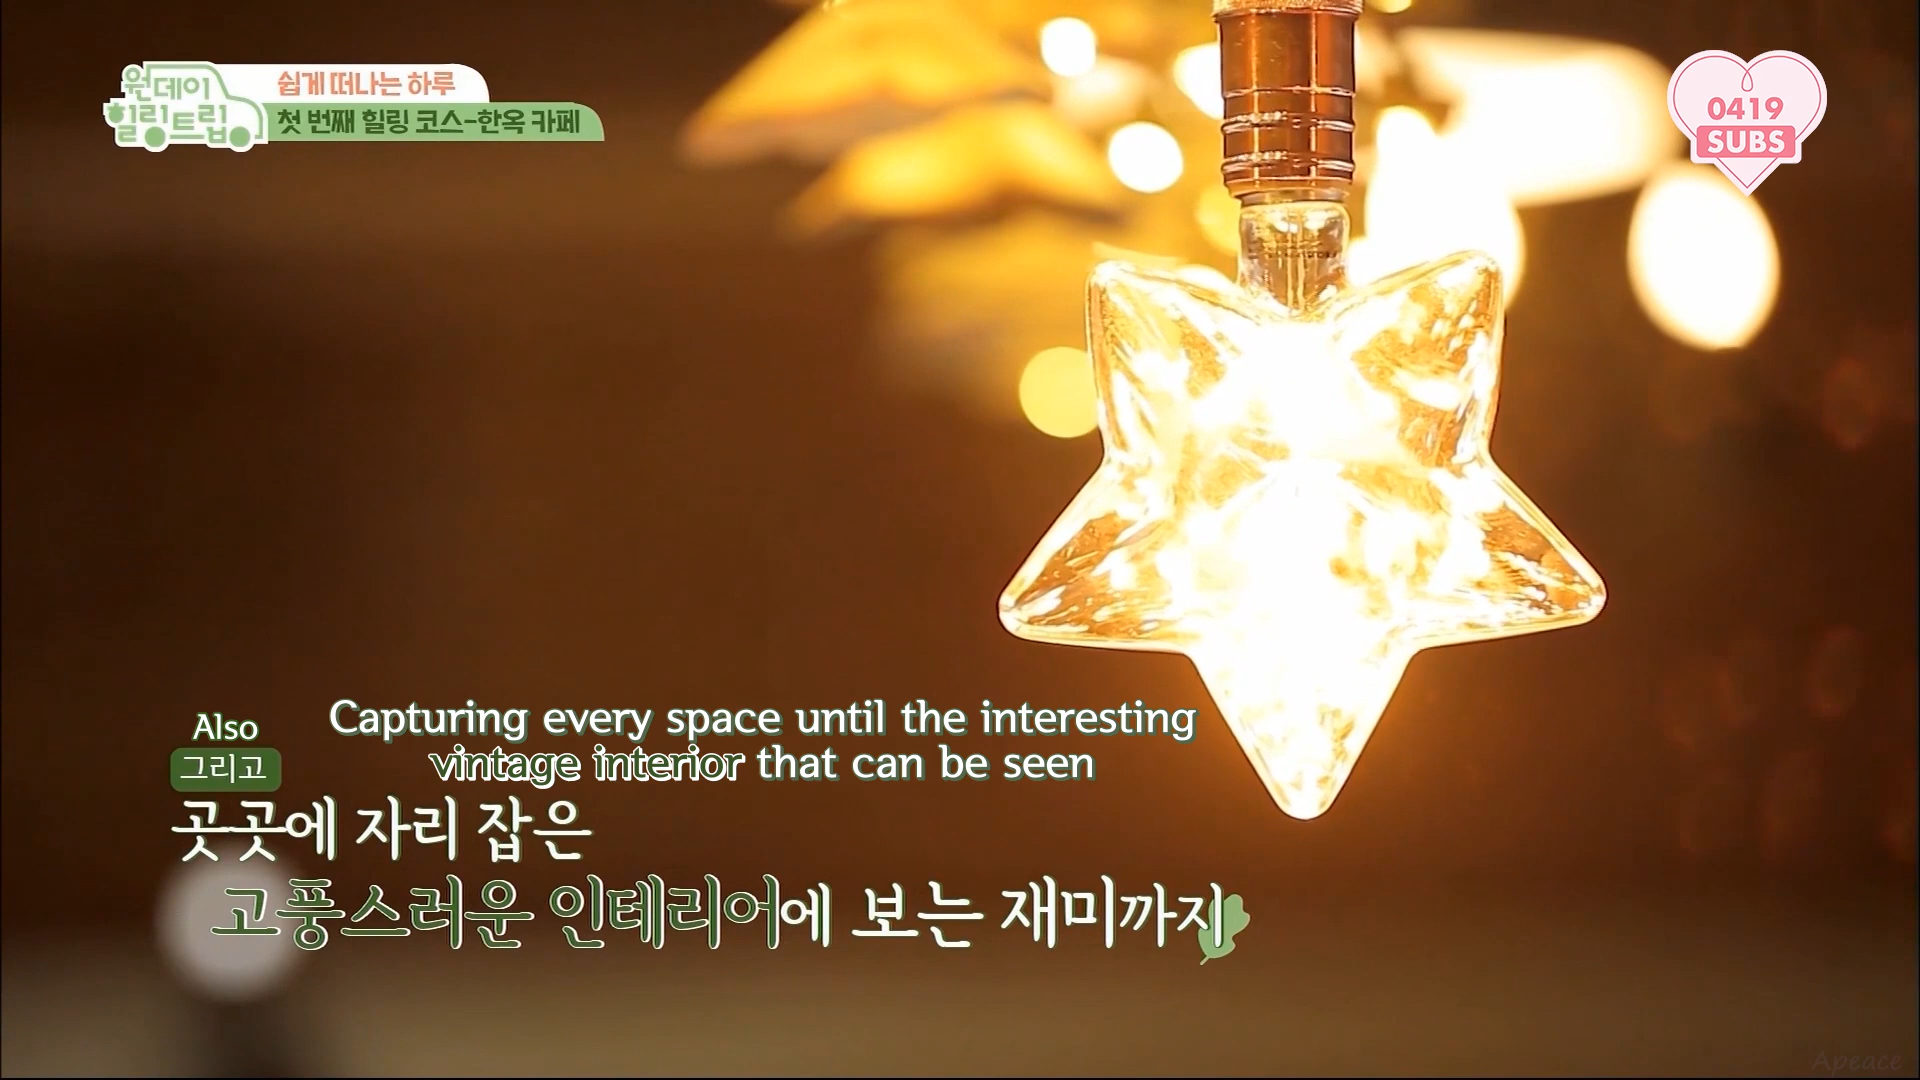 원데이
힐링트립
쉽게 떠나는 하루
첫 번째 힐링 코스-한옥 카페
0419
SUBS
Also
Capturing every space until the interesting
vintage interior that can be seen
그리고
곳곳에 자리 잡은
고풍스러운 인테리어에 보는 재미까지
Apeace